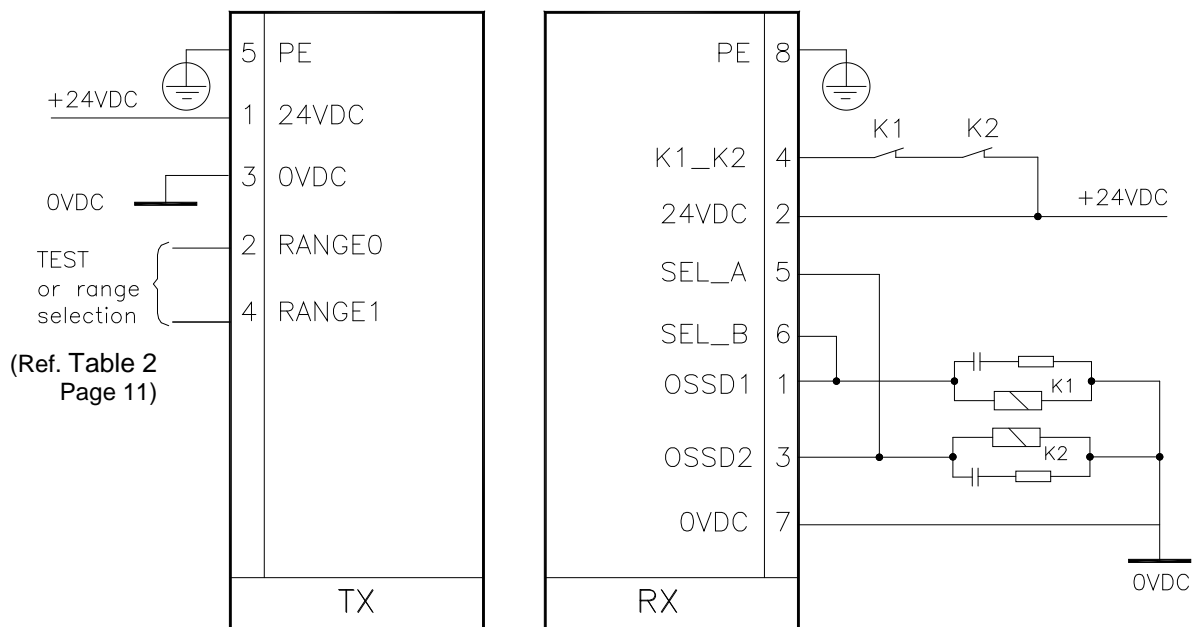 5 PE
+24VDC
1 24VDC
3 0VDC
0VDC
2 RANGE0
TEST
or range
selection
4 RANGE1
(Ref. Table 2
Page 11)
TX
PE 8
K1 K2
K1_K2 4
24VDC 2
+24VDC
SEL_A 5
SEL_B 6
OSSD1 1
K1
OSSD2 3
K2
0VDC 7
0VDC
RX